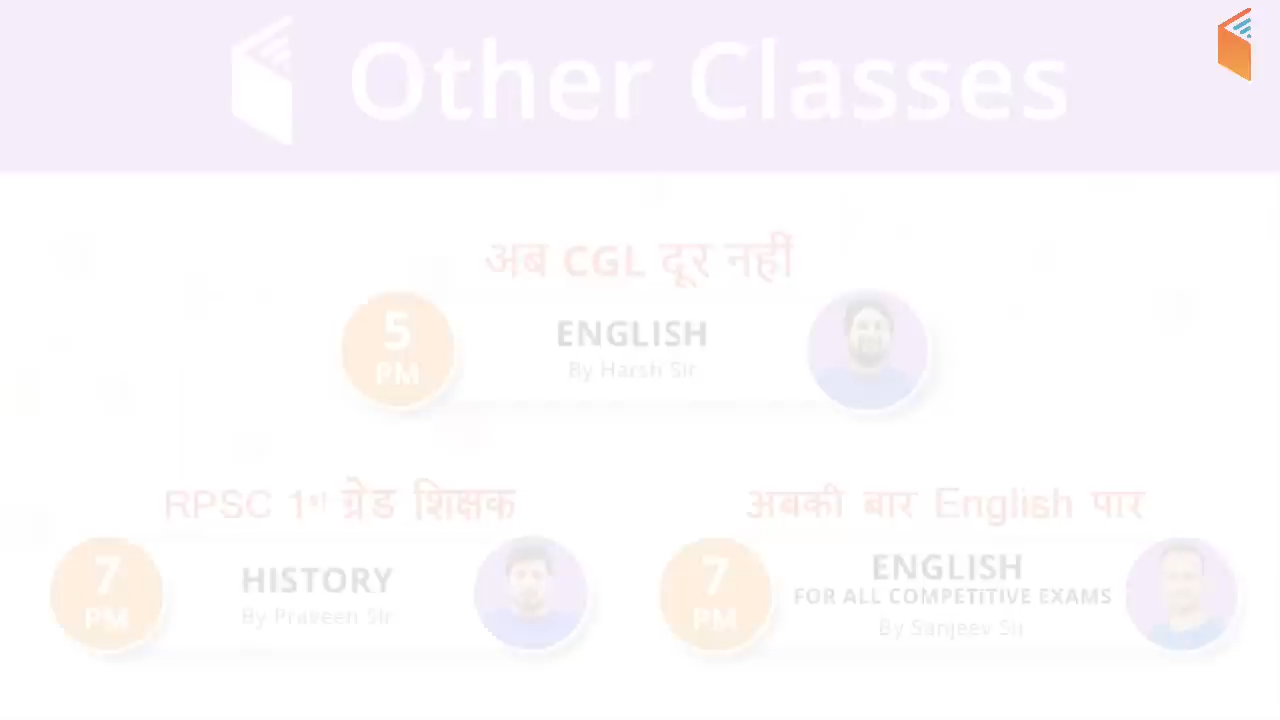 Other Classes
अब CGL दूर नहीं
5
PM
ENGLISH
By Harsh Sir
RPSC 1st ग्रेड शिक्षक
7
PM
HISTORY
By Praveen Sir
अबकी बार English पार
7
PM
ENGLISH
FOR ALL COMPETITIVE EXAMS
By Sanjeev Sir